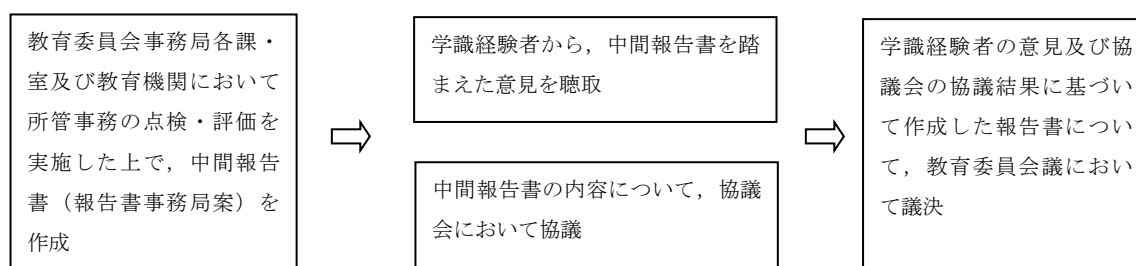 教育委員会事務局各課・
室及び教育機関において
所管事務の点検・評価を
実施した上で，中間報告
書（報告書事務局案）を
作成
学識経験者から，中間報告書を踏
まえた意見を聴取
中間報告書の内容について，協議
会において協議
学識経験者の意見及び協
議会の協議結果に基づい
て作成した報告書につい
て，教育委員会議におい
て議決